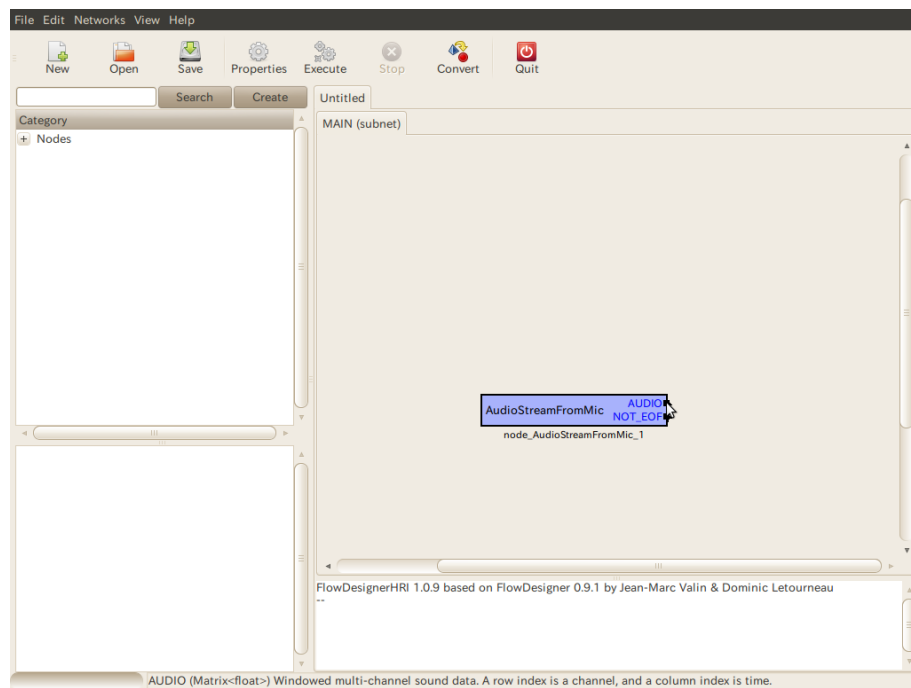 File Edit Networks View Help
New Open Save Properties Execute Stop Convert Quit
Search Create Untitled
Category
MAIN (subnet)
Nodes
AudioStreamFromMic AUDIO
NOT_EOF
node_AudioStreamFromMic_1
FlowDesignerHRI 1.0.9 based on FlowDesigner 0.9.1 by Jean-Marc Valin & Dominic Letourneau
--
AUDIO (Matrix<float>) Windowed multi-channel sound data. A row index is a channel, and a column index is time.